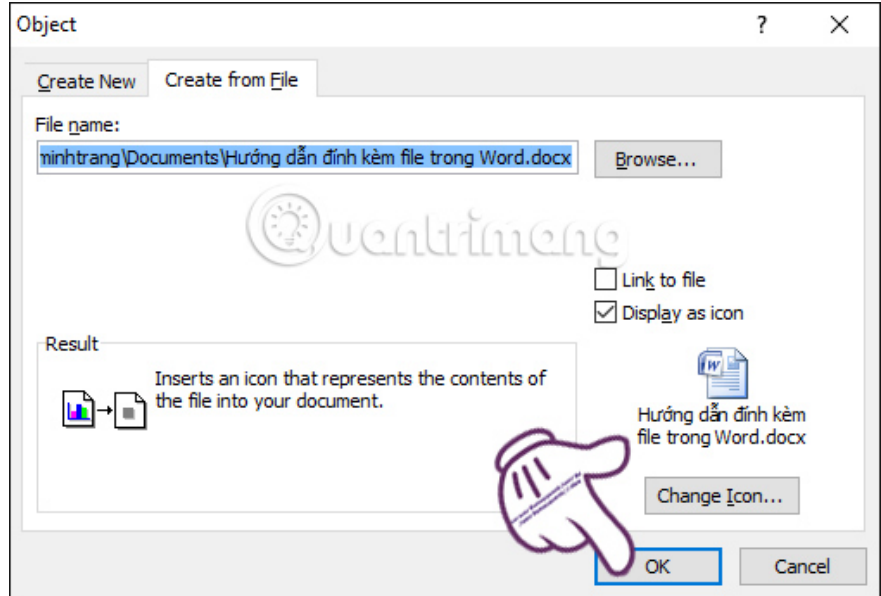 Object
?
Create New
Create from File
File name:
minhtrang\Documents\Hướng dẫn đính kèm file trong Word.docx
Browse...
Quantrimang
Link to file
Display as icon
Result
Inserts an icon that represents the contents of
the file into your document.
Hướng dẫn đính kèm
file trong Word.docx
Change Icon...
OK
Cancel